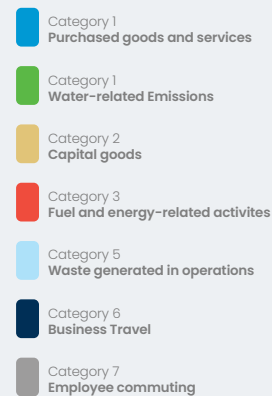 Category 1
Purchased goods and services
Category 1
Water-related Emissions
Category 2
Capital goods
Category 3
Fuel and energy-related activites
Category 5
Waste generated in operations
Category 6
Business Travel
Category 7
Employee commuting